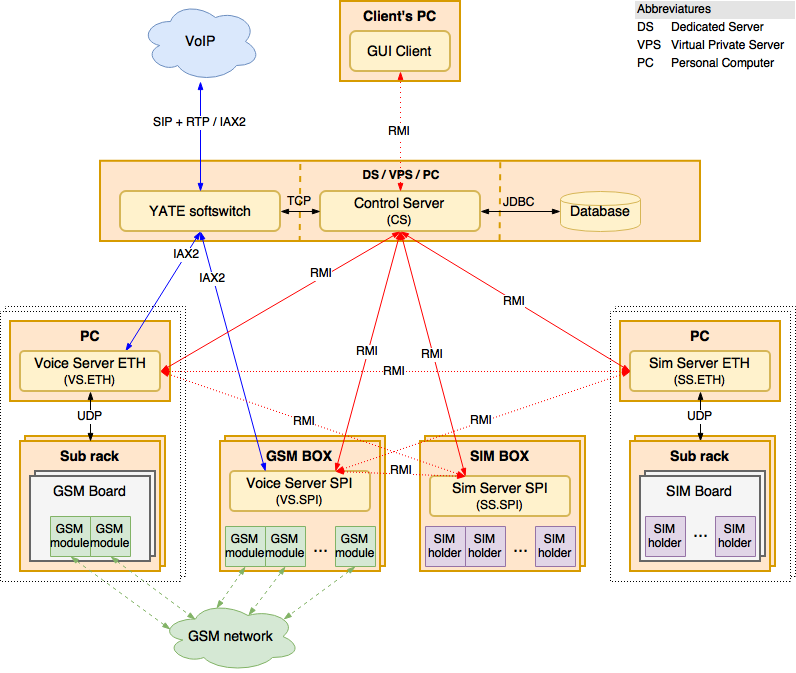 Client's PC
GUI Client
Abbreviatures
DS Dedicated Server
VPS Virtual Private Server
PC Personal Computer
VoIP
SIP + RTP / IAX2
RMI
DS / VPS / PC
YATE softswitch
TCP
Control Server
(CS)
JDBC
Database
IAX2
IAX2
RMI
RMI
RMI
RMI
RMI
RMI
RMI
RMI
PC
Voice Server ETH
(VS.ETH)
UDP
PC
Sim Server ETH
(SS.ETH)
UDP
Sub rack
GSM Board
GSM
module
GSM
module
GSM BOX
Voice Server SPI
(VS.SPI)
GSM
module
GSM
module
...
GSM
module
SIM BOX
Sim Server SPI
(SS.SPI)
SIM
holder
SIM
holder
...
SIM
holder
Sub rack
SIM Board
SIM
holder
...
SIM
holder
GSM network